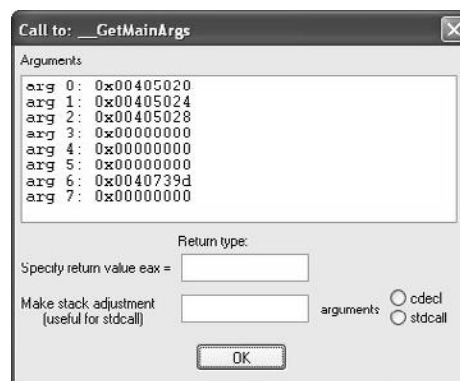 Call to: __GetMainArgs
Arguments
arg 0: 0x00405020
arg 1: 0x00405024
arg 2: 0x00405028
arg 3: 0x00000000
arg 4: 0x00000000
arg 5: 0x00000000
arg 6: 0x0040739d
arg 7: 0x00000000
Return type:
Specify return value eax =
Make stack adjustment
(useful for stdcall)
arguments
cdecl
stdcall
OK